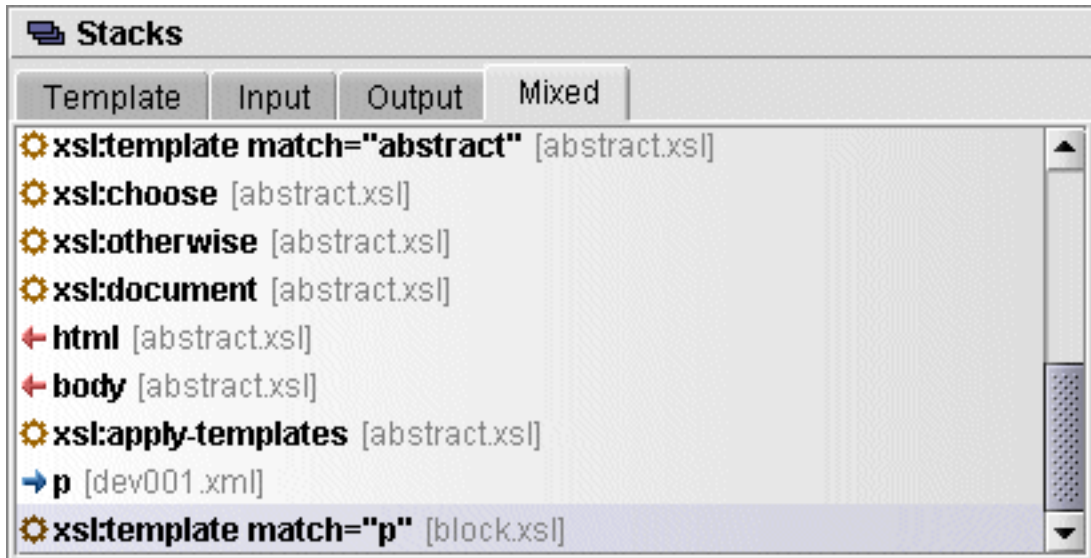 Stacks
Template Input Output Mixed
xsl:template match="abstract" [abstract.xsl]
xsl:choose [abstract.xsl]
xsl:otherwise [abstract.xsl]
xsl:document [abstract.xsl]
html [abstract.xsl]
body [abstract.xsl]
xsl:apply-templates [abstract.xsl]
p [dev001.xml]
xsl:template match="p" [block.xsl]